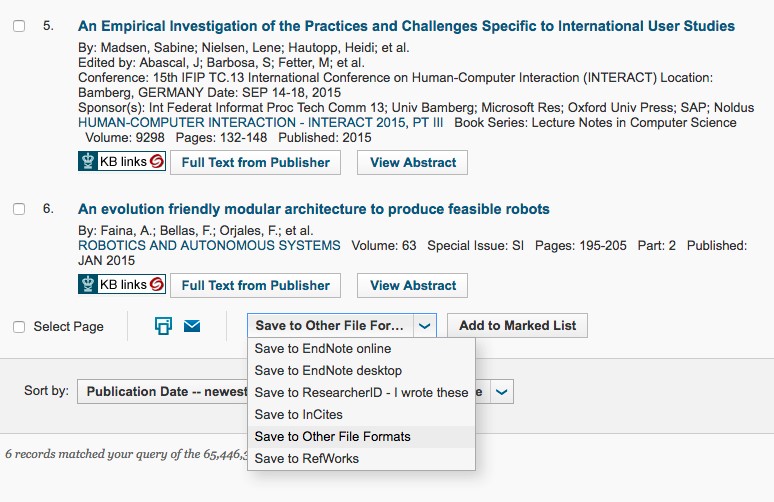 5. An Empirical Investigation of the Practices and Challenges Specific to International User Studies
By: Madsen, Sabine; Nielsen, Lene; Hautopp, Heidi; et al.
Edited by: Abascal, J; Barbosa, S; Fetter, M; et al.
Conference: 15th IFIP TC.13 International Conference on Human-Computer Interaction (INTERACT) Location:
Bamberg, GERMANY Date: SEP 14-18, 2015
Sponsor(s): Int Federat Informat Proc Tech Comm 13; Univ Bamberg; Microsoft Res; Oxford Univ Press; SAP; Noldus
HUMAN-COMPUTER INTERACTION - INTERACT 2015, PT III Book Series: Lecture Notes in Computer Science
Volume: 9298 Pages: 132-148 Published: 2015
KB links Full Text from Publisher View Abstract
6. An evolution friendly modular architecture to produce feasible robots
By: Faina, A.; Bellas, F.; Orjales, F.; et al.
ROBOTICS AND AUTONOMOUS SYSTEMS Volume: 63 Special Issue: SI Pages: 195-205 Part: 2 Published:
JAN 2015
KB links Full Text from Publisher View Abstract
Select Page Save to Other File For... Add to Marked List
Save to EndNote online
Save to EndNote desktop
Save to ResearcherID - I wrote these
Save to InCites
Save to Other File Formats
Save to RefWorks
Sort by: Publication Date -- newest
6 records matched your query of the 65,446,